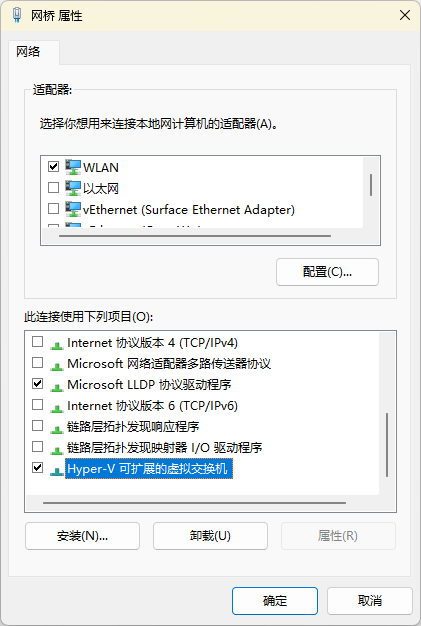 网桥 属性
网络
适配器:
选择你想用来连接本地网计算机的适配器(A)。
WLAN
以太网
vEthernet (Surface Ethernet Adapter)
配置(C)...
此连接使用下列项目(O):
Internet 协议版本 4 (TCP/IPv4)
Microsoft 网络适配器多路传送器协议
Microsoft LLDP 协议驱动程序
Internet 协议版本 6 (TCP/IPv6)
链路层拓扑发现响应程序
链路层拓扑发现映射器 I/O 驱动程序
Hyper-V 可扩展的虚拟交换机
安装(N)...
卸载(U)
属性(R)
确定
取消